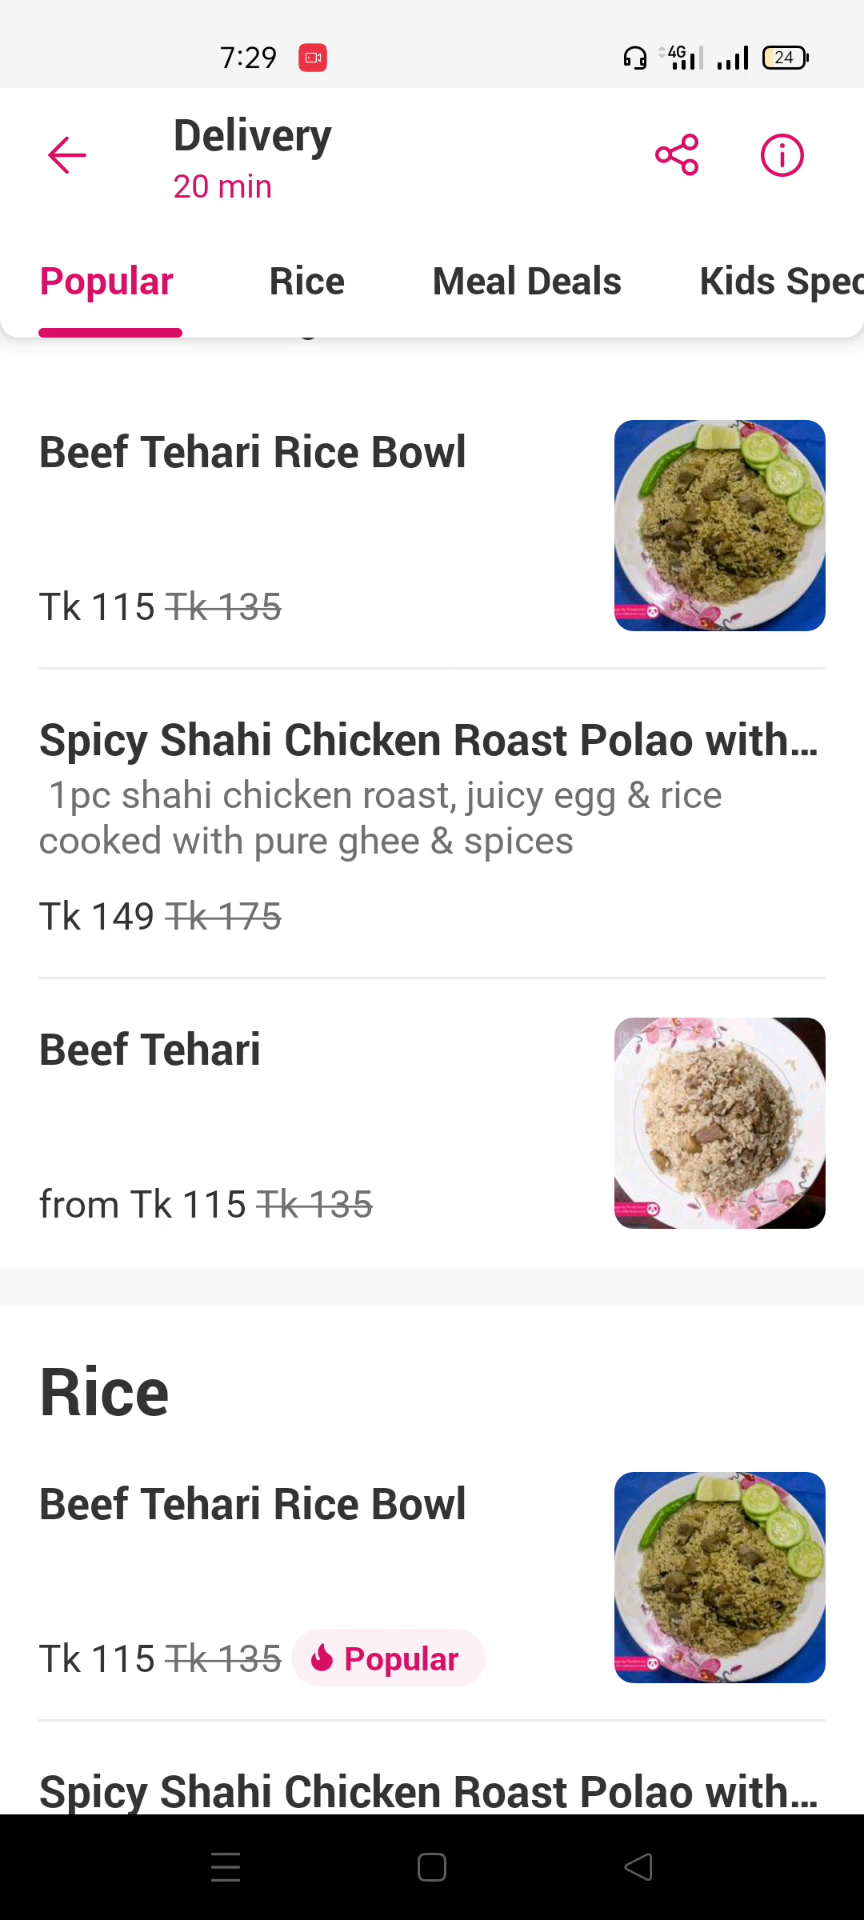 7:29
4G
24
Delivery
20 min
Popular
Rice
Meal Deals
Kids Spec
Beef Tehari Rice Bowl
Tk 115 Tk 135
Spicy Shahi Chicken Roast Polao with...
1pc shahi chicken roast, juicy egg & rice
cooked with pure ghee & spices
Tk 149 Tk 175
Beef Tehari
from Tk 115 Tk 135
Rice
Beef Tehari Rice Bowl
Tk 115 Tk 135 Popular
Spicy Shahi Chicken Roast Polao with...